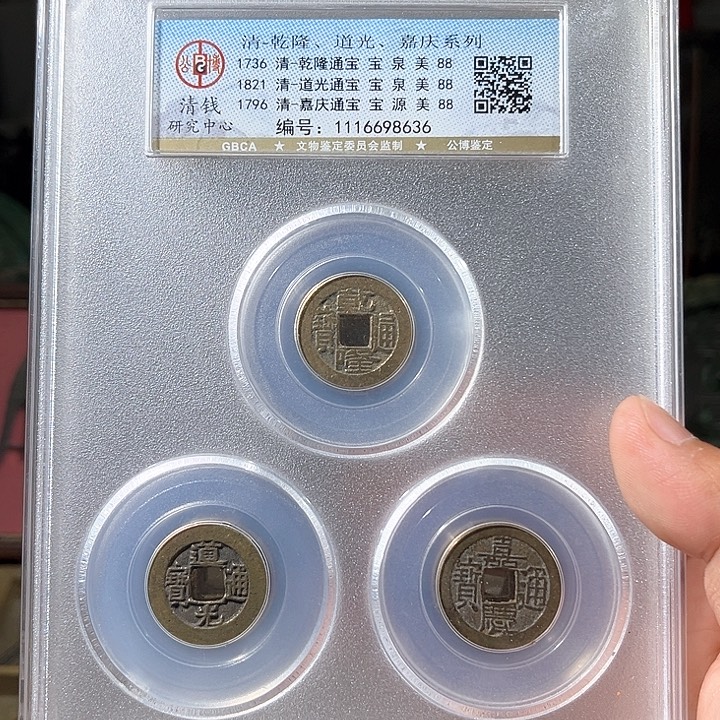 清-乾隆、道光、嘉庆系列
公博
1736 清-乾隆通宝 宝 泉 美 88
1821 清-道光通宝 宝 泉 美 88
清钱 1796 清-嘉庆通宝 宝 源 美 88
研究中心 编号：1116698636
GBCA ★ 文物鉴定委员会监制 ★ 公博鉴定
乾隆通寶
道光通寶
嘉慶通寶